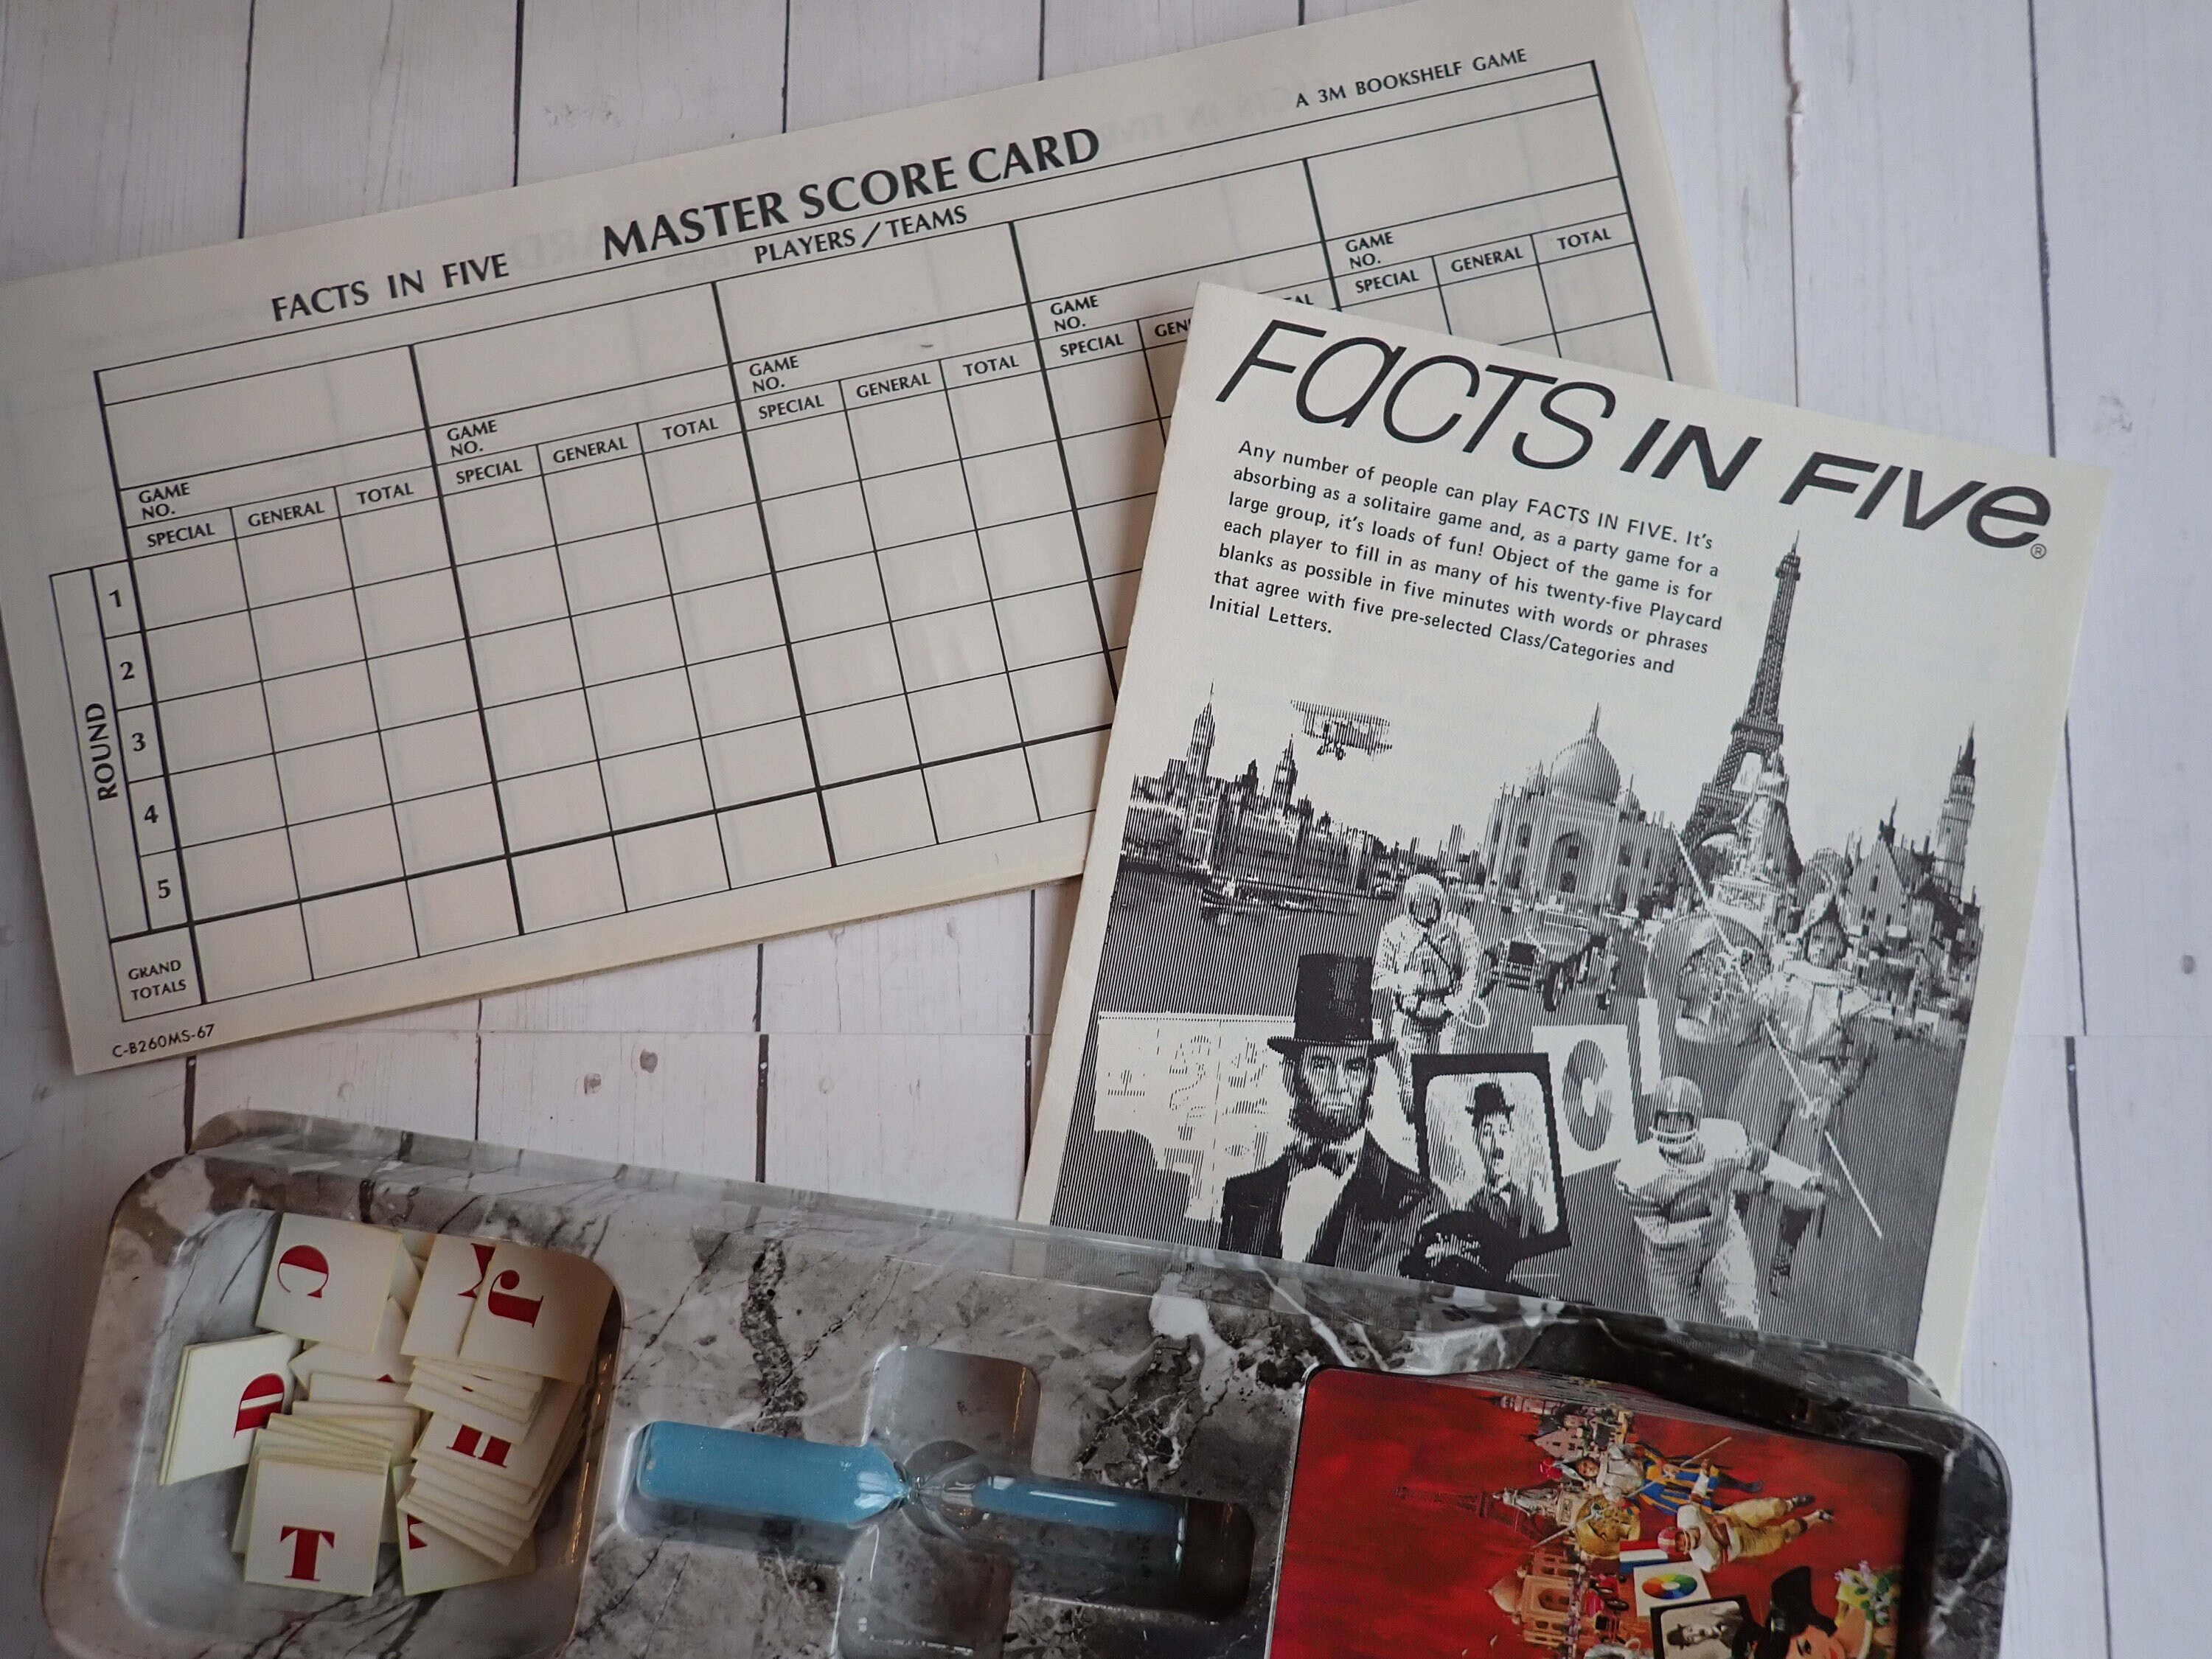 A 3M BOOKSHELF GAME
FACTS IN FIVE MASTER SCORE CARD
PLAYERS / TEAMS
GAME NO.
SPECIAL GENERAL TOTAL
GAME NO.
SPECIAL GENERAL TOTAL
GAME NO.
SPECIAL GENERAL TOTAL
GAME NO.
SPECIAL
GAME NO.
SPECIAL GENERAL TOTAL
ROUND
1
2
3
4
5
GRAND
TOTALS
C-B260MS-67
FACTS IN FIVE®
Any number of people can play FACTS IN FIVE. It's
absorbing as a solitaire game and, as a party game for a
large group, it's loads of fun! Object of the game is for
each player to fill in as many of his twenty-five Playcard
blanks as possible in five minutes with words or phrases
that agree with five pre-selected Class/Categories and
Initial Letters.
C
J
D
H
T